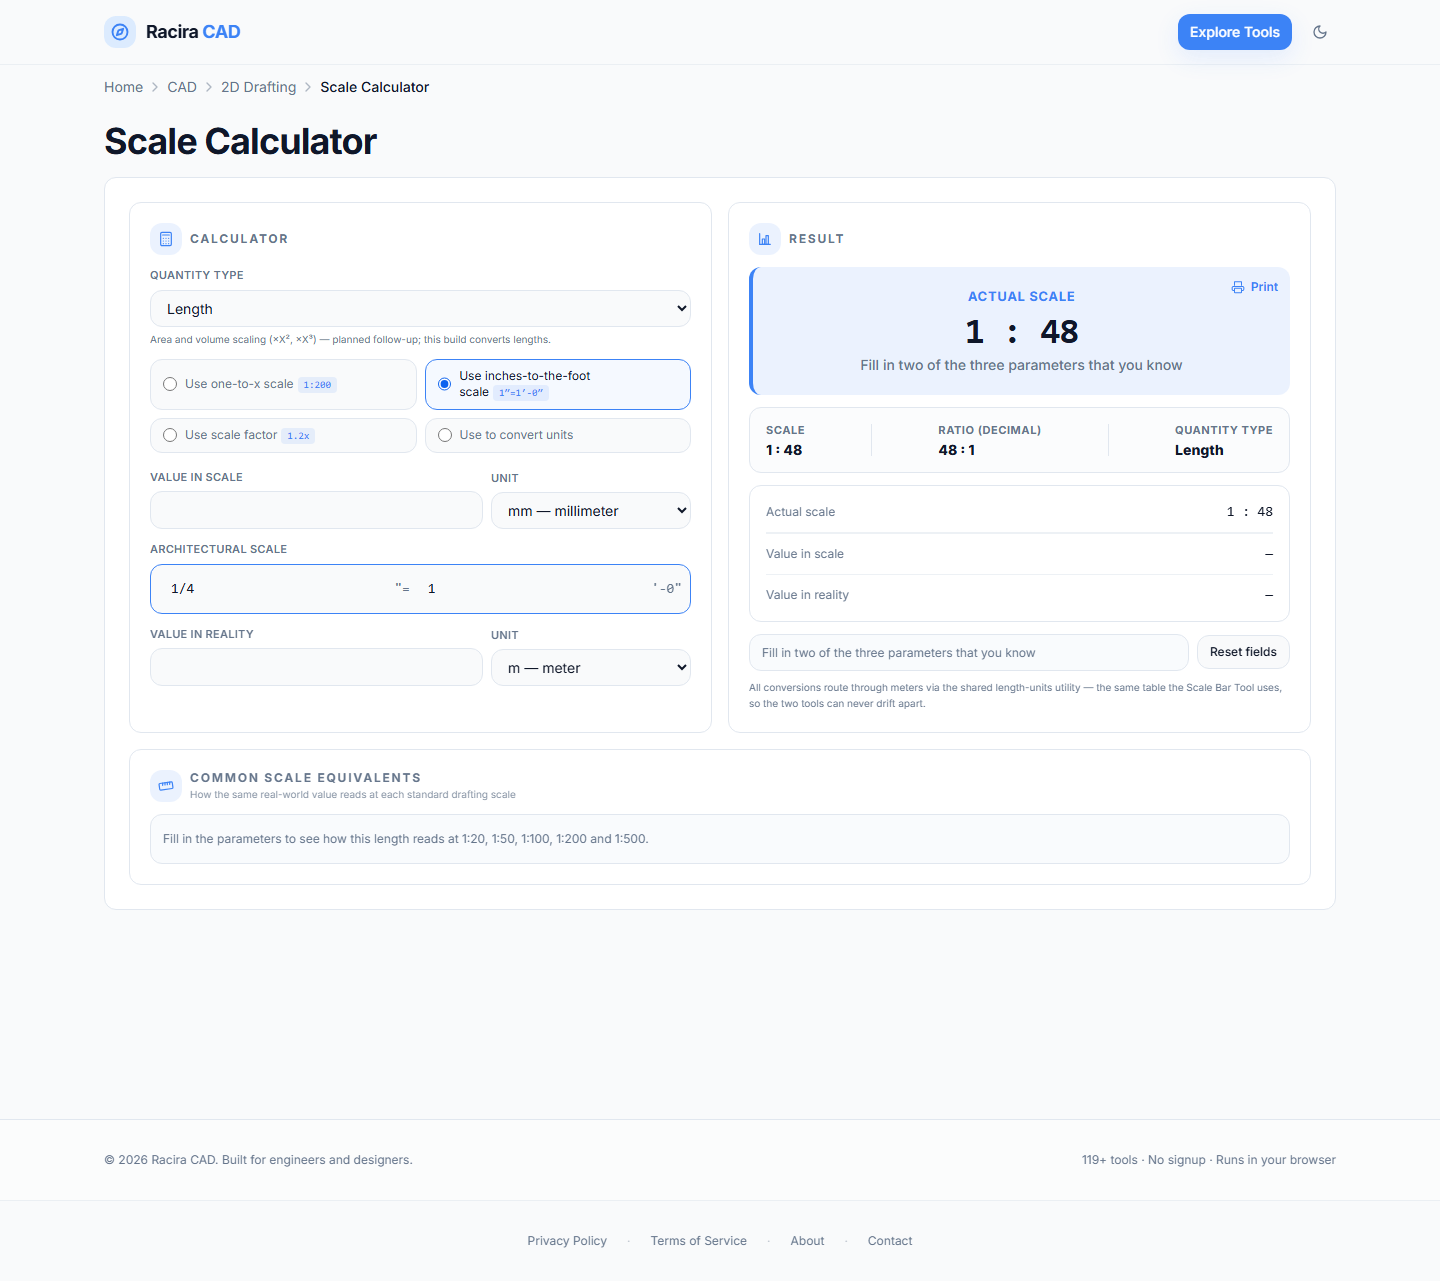 Racira CAD
Explore Tools
Home > CAD > 2D Drafting > Scale Calculator
Scale Calculator
CALCULATOR
QUANTITY TYPE
Length
Area and volume scaling (×X², ×X³) — planned follow-up; this build converts lengths.
Use one-to-x scale 1:200
Use inches-to-the-foot
scale 1″=1′-0″
Use scale factor 1.2x
Use to convert units
VALUE IN SCALE
UNIT
mm — millimeter
ARCHITECTURAL SCALE
1/4 "= 1 '-0"
VALUE IN REALITY
UNIT
m — meter
RESULT
Print
ACTUAL SCALE
1 : 48
Fill in two of the three parameters that you know
SCALE
1 : 48
RATIO (DECIMAL)
48 : 1
QUANTITY TYPE
Length
Actual scale 1 : 48
Value in scale —
Value in reality —
Fill in two of the three parameters that you know
Reset fields
All conversions route through meters via the shared length-units utility — the same table the Scale Bar Tool uses,
so the two tools can never drift apart.
COMMON SCALE EQUIVALENTS
How the same real-world value reads at each standard drafting scale
Fill in the parameters to see how this length reads at 1:20, 1:50, 1:100, 1:200 and 1:500.
© 2026 Racira CAD. Built for engineers and designers.
119+ tools · No signup · Runs in your browser
Privacy Policy · Terms of Service · About · Contact